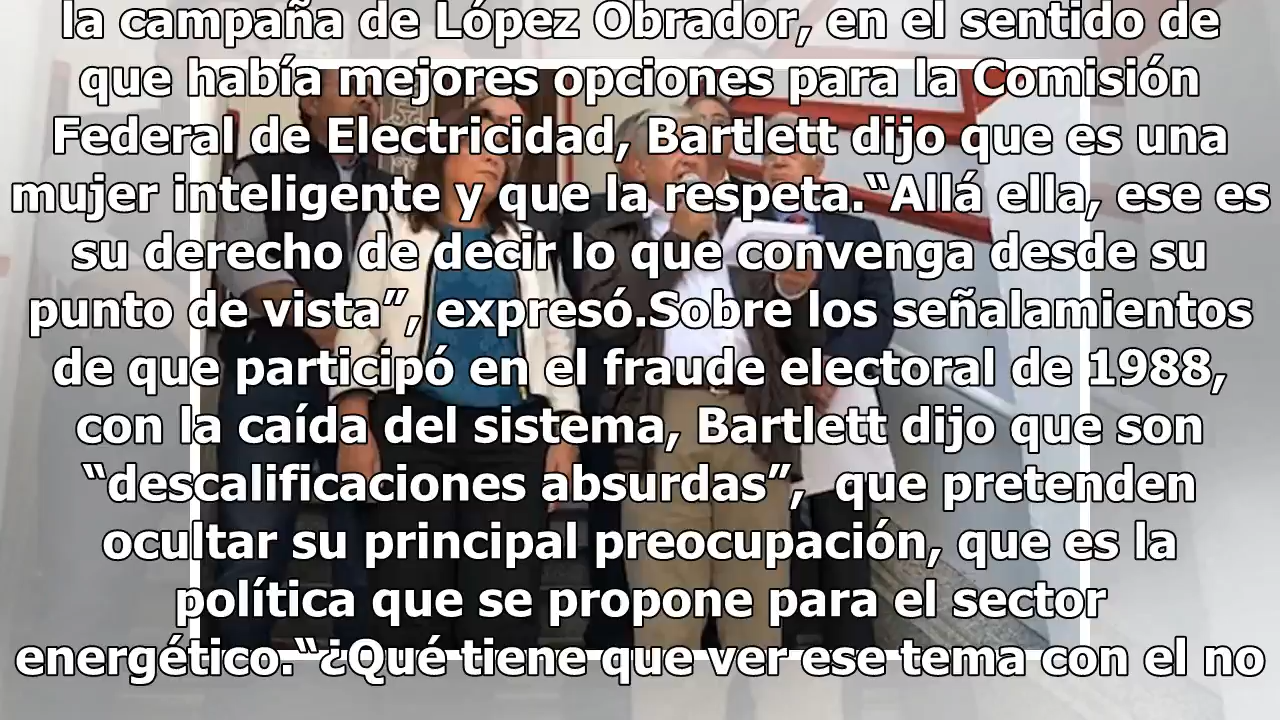 la campaña de López Obrador, en el sentido de
que había mejores opciones para la Comisión
Federal de Electricidad, Bartlett dijo que es una
mujer inteligente y que la respeta.“Allá ella, ese es
su derecho de decir lo que convenga desde su
punto de vista”, expresó.Sobre los señalamientos
de que participó en el fraude electoral de 1988,
con la caída del sistema, Bartlett dijo que son
“descalificaciones absurdas”,  que pretenden
ocultar su principal preocupación, que es la
política que se propone para el sector
energético.“¿Qué tiene que ver ese tema con el no